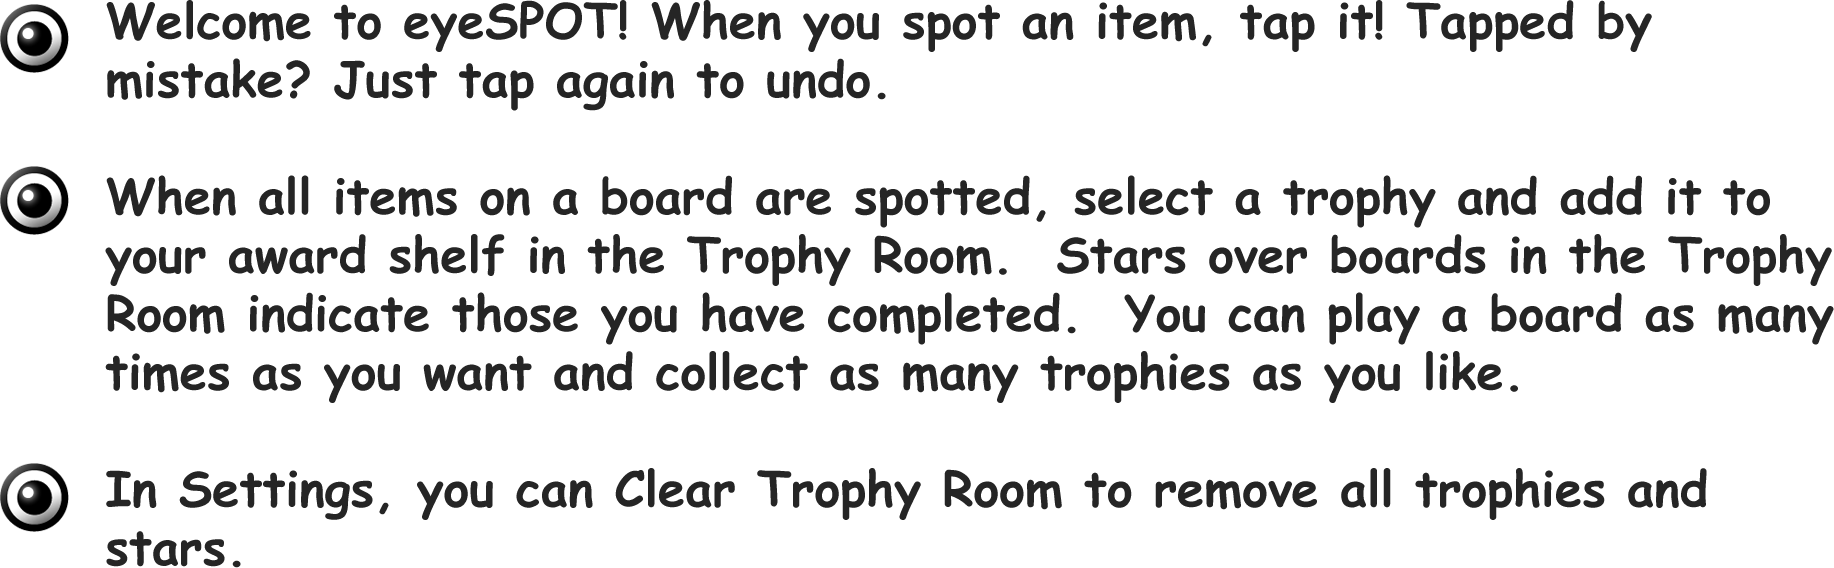 Welcome to eyeSPOT! When you spot an item, tap it! Tapped by
mistake? Just tap again to undo.
When all items on a board are spotted, select a trophy and add it to
your award shelf in the Trophy Room.  Stars over boards in the Trophy
Room indicate those you have completed.  You can play a board as many
times as you want and collect as many trophies as you like.
In Settings, you can Clear Trophy Room to remove all trophies and
stars.